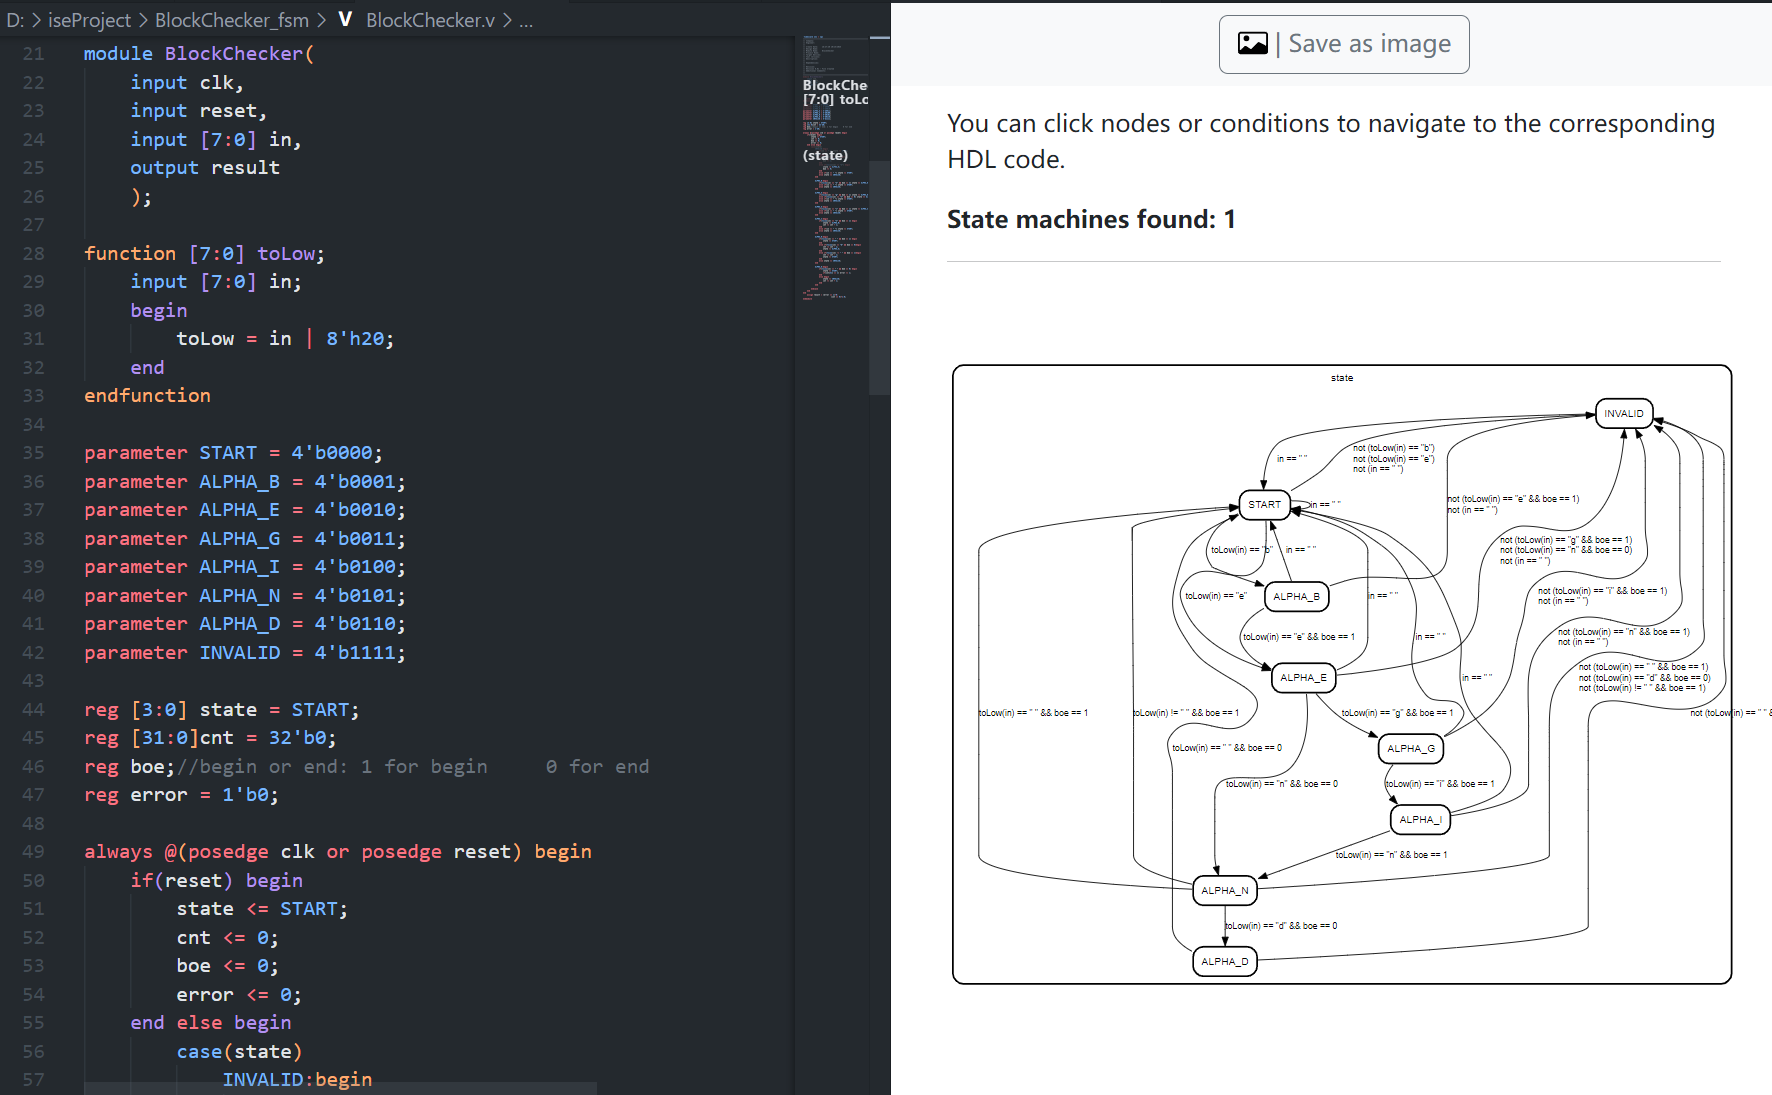 D: > iseProject > BlockChecker_fsm > V BlockChecker.v > ...
21 module BlockChecker(
22 input clk,
23 input reset,
24 input [7:0] in,
25 output result
26 );
27
28 function [7:0] toLow;
29 input [7:0] in;
30 begin
31 toLow = in | 8'h20;
32 end
33 endfunction
34
35 parameter START = 4'b0000;
36 parameter ALPHA_B = 4'b0001;
37 parameter ALPHA_E = 4'b0010;
38 parameter ALPHA_G = 4'b0011;
39 parameter ALPHA_I = 4'b0100;
40 parameter ALPHA_N = 4'b0101;
41 parameter ALPHA_D = 4'b0110;
42 parameter INVALID = 4'b1111;
43
44 reg [3:0] state = START;
45 reg [31:0]cnt = 32'b0;
46 reg boe;//begin or end: 1 for begin 0 for end
47 reg error = 1'b0;
48
49 always @(posedge clk or posedge reset) begin
50 if(reset) begin
51 state <= START;
52 cnt <= 0;
53 boe <= 0;
54 error <= 0;
55 end else begin
56 case(state)
57 INVALID:begin
BlockChe
[7:0] toLo
(state)
| Save as image
You can click nodes or conditions to navigate to the corresponding
HDL code.
State machines found: 1
state
INVALID
not (toLow(in) == "b")
not (toLow(in) == "e")
not (in == " ")
in == " "
START
in == " "
not (toLow(in) == "e" && boe == 1)
not (in == " ")
not (toLow(in) == "g" && boe == 1)
not (toLow(in) == "n" && boe == 0)
not (in == " ")
toLow(in) == "b"
in == " "
toLow(in) == "e"
ALPHA_B
in == " "
not (toLow(in) == "i" && boe == 1)
not (in == " ")
toLow(in) == "e" && boe == 1
in == " "
not (toLow(in) == "n" && boe == 1)
not (in == " ")
ALPHA_E
in == " "
not (toLow(in) == " " && boe == 1)
not (toLow(in) == "d" && boe == 0)
not (toLow(in) != " " && boe == 1)
toLow(in) == " " && boe == 1
toLow(in) != " " && boe == 1
toLow(in) == "g" && boe == 1
not (toLow(in) == " " &
toLow(in) == " " && boe == 0
ALPHA_G
toLow(in) == "n" && boe == 0
toLow(in) == "i" && boe == 1
ALPHA_I
toLow(in) == "n" && boe == 1
ALPHA_N
toLow(in) == "d" && boe == 0
ALPHA_D